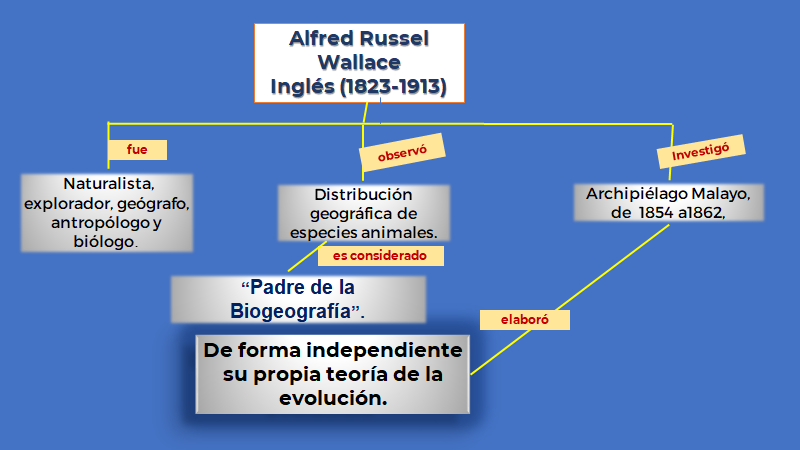 Alfred Russel
Wallace
Inglés (1823-1913)
fue
observó
Investigó
Naturalista,
explorador, geógrafo,
antropólogo y
biólogo.
Distribución
geográfica de
especies animales.
Archipiélago Malayo,
de 1854 a1862,
es considerado
“Padre de la
Biogeografía”.
elaboró
De forma independiente
su propia teoría de la
evolución.